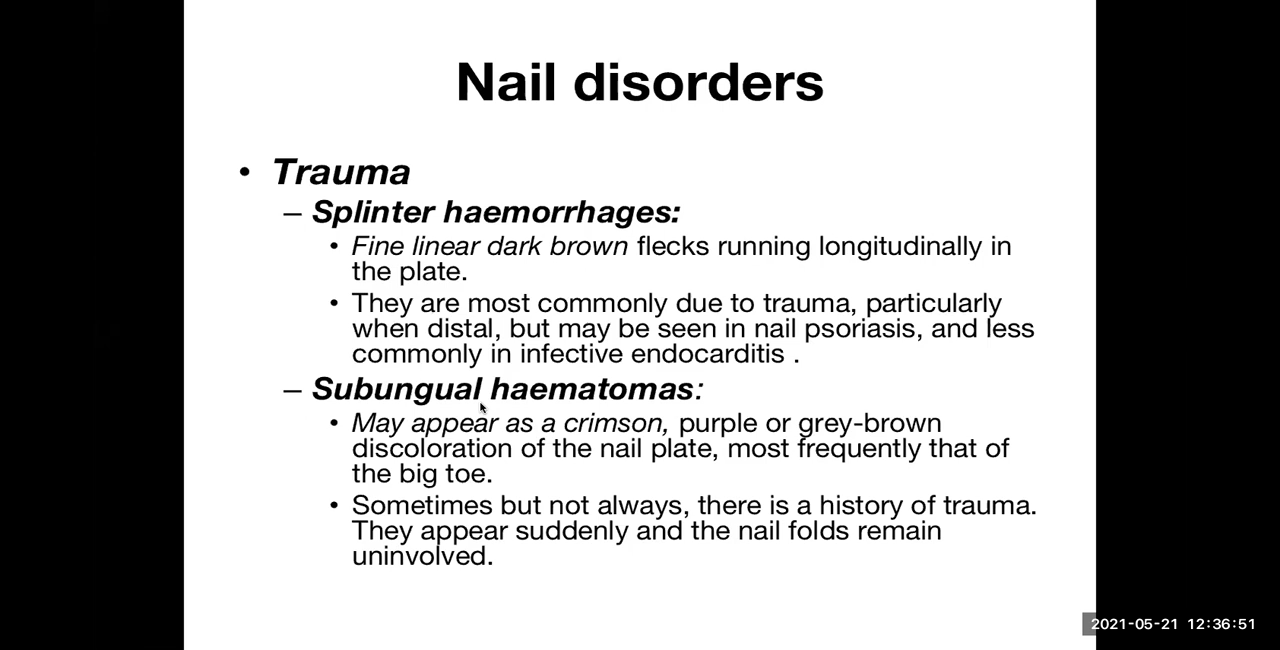 Nail disorders
• Trauma
– Splinter haemorrhages:
• Fine linear dark brown flecks running longitudinally in
the plate.
• They are most commonly due to trauma, particularly
when distal, but may be seen in nail psoriasis, and less
commonly in infective endocarditis .
– Subungual haematomas:
• May appear as a crimson, purple or grey-brown
discoloration of the nail plate, most frequently that of
the big toe.
• Sometimes but not always, there is a history of trauma.
They appear suddenly and the nail folds remain
uninvolved.
2021-05-21 12:36:51